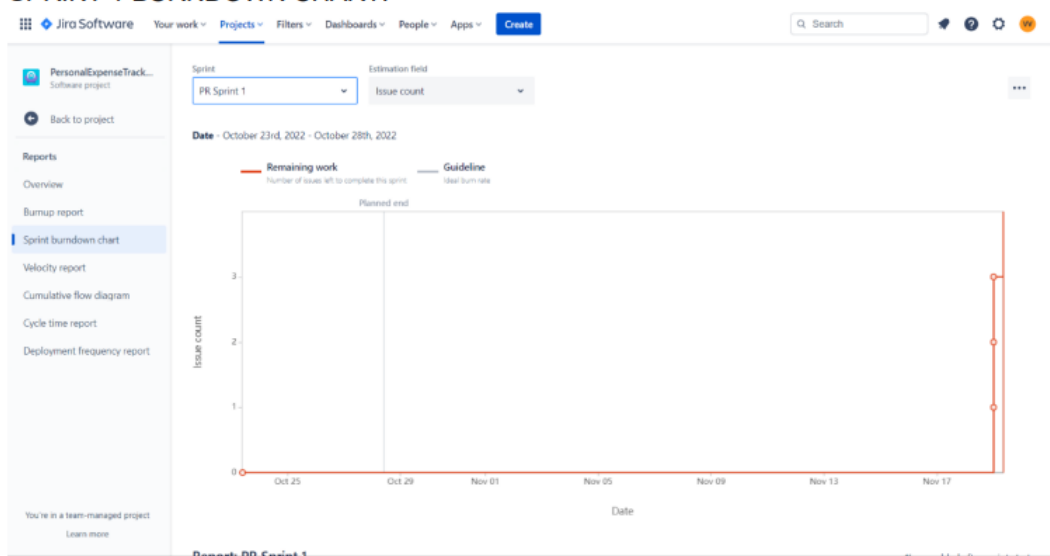 Jira Software Your work Projects Filters Dashboards People Apps Create Search
PersonalExpenseTrack...
Software project
Back to project
Reports
Overview
Burnup report
Sprint burndown chart
Velocity report
Cumulative flow diagram
Cycle time report
Deployment frequency report
You're in a team-managed project
Learn more
Sprint Estimation field
PR Sprint 1 Issue count
Date - October 23rd, 2022 - October 28th, 2022
Remaining work Guideline
Number of issues left to complete this sprint Ideal burn rate
Planned end
3
2
1
0
Issue count
Oct 25 Oct 29 Nov 01 Nov 05 Nov 09 Nov 13 Nov 17
Date
Report: PR Sprint 1